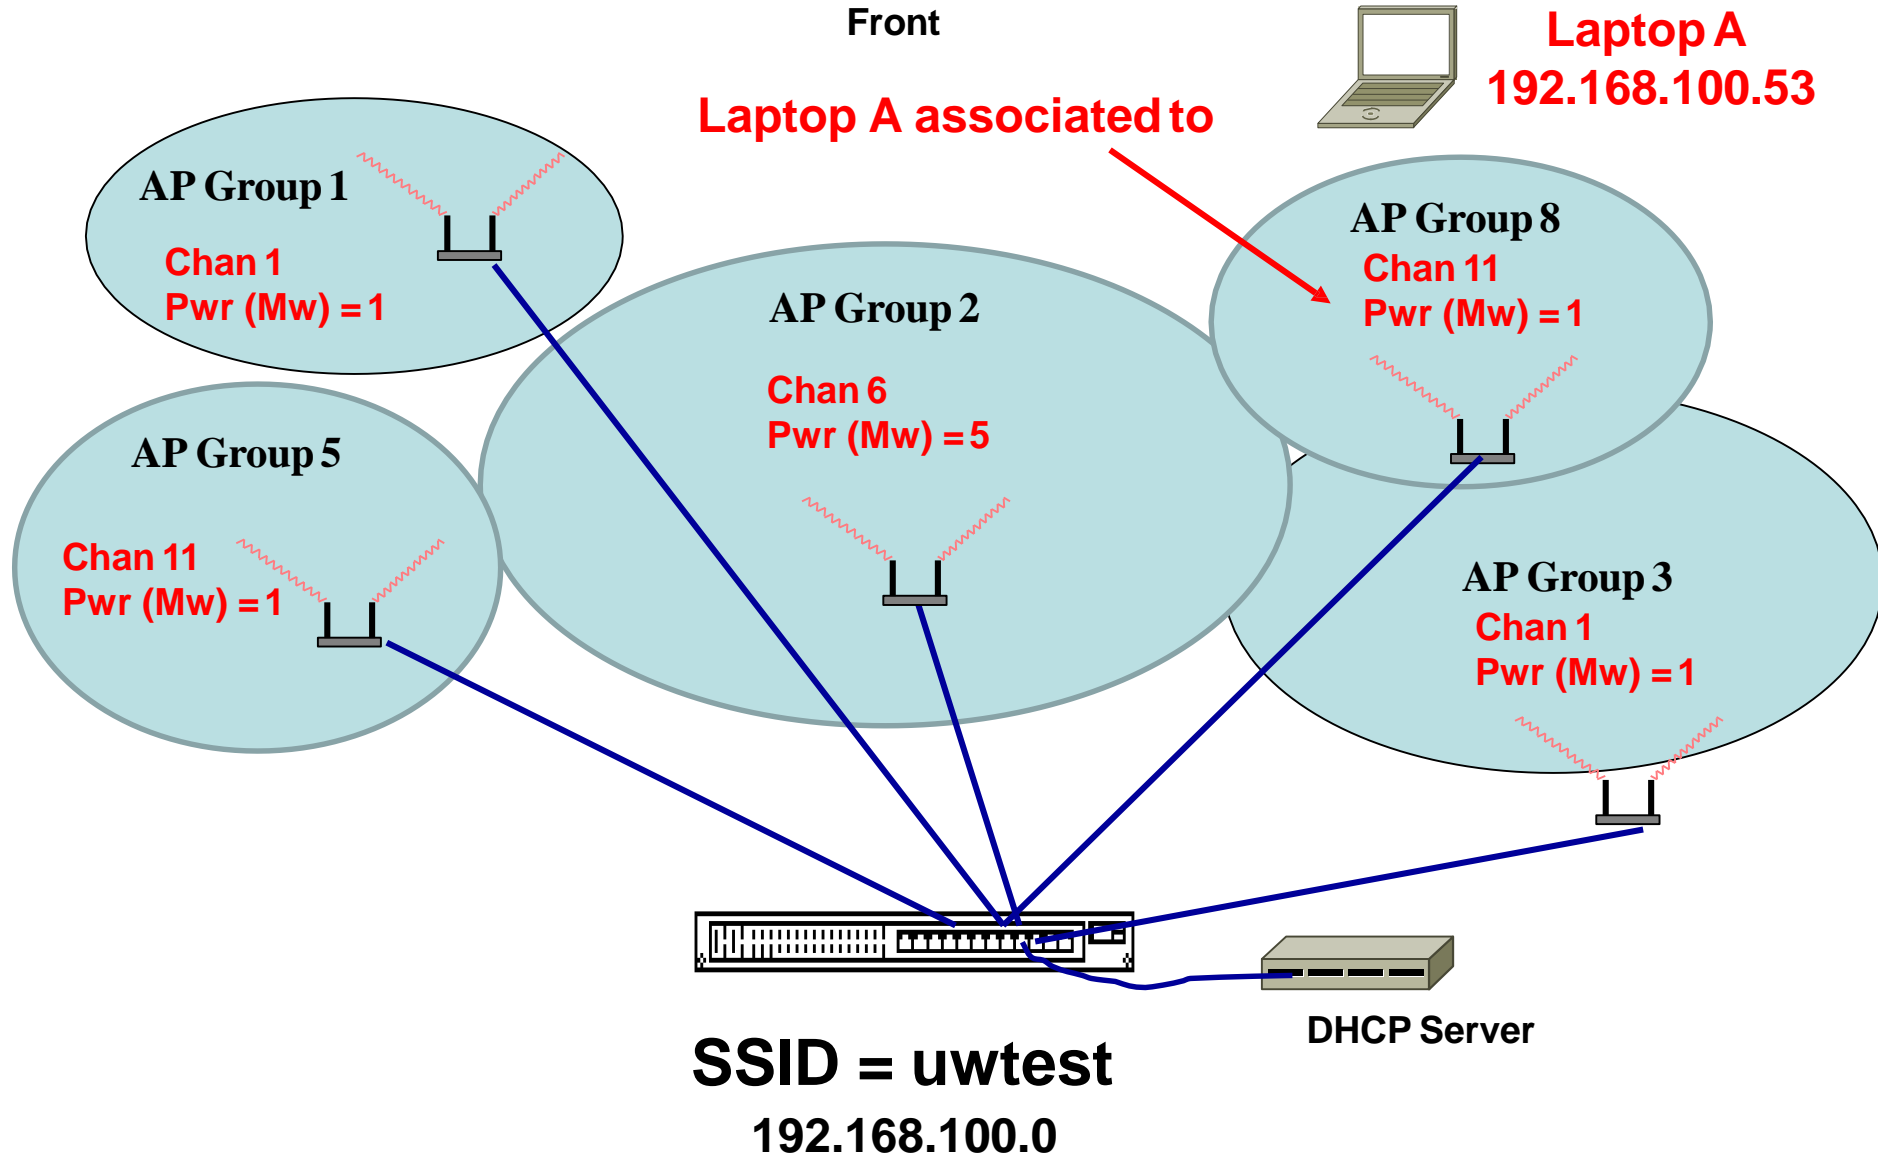 Front
Laptop A
192.168.100.53
Laptop A associated to
AP Group 1
Chan 1
Pwr (Mw) = 1
AP Group 8
Chan 11
Pwr (Mw) = 1
AP Group 2
Chan 6
Pwr (Mw) = 5
AP Group 5
Chan 11
Pwr (Mw) = 1
AP Group 3
Chan 1
Pwr (Mw) = 1
DHCP Server
SSID = uwtest
192.168.100.0